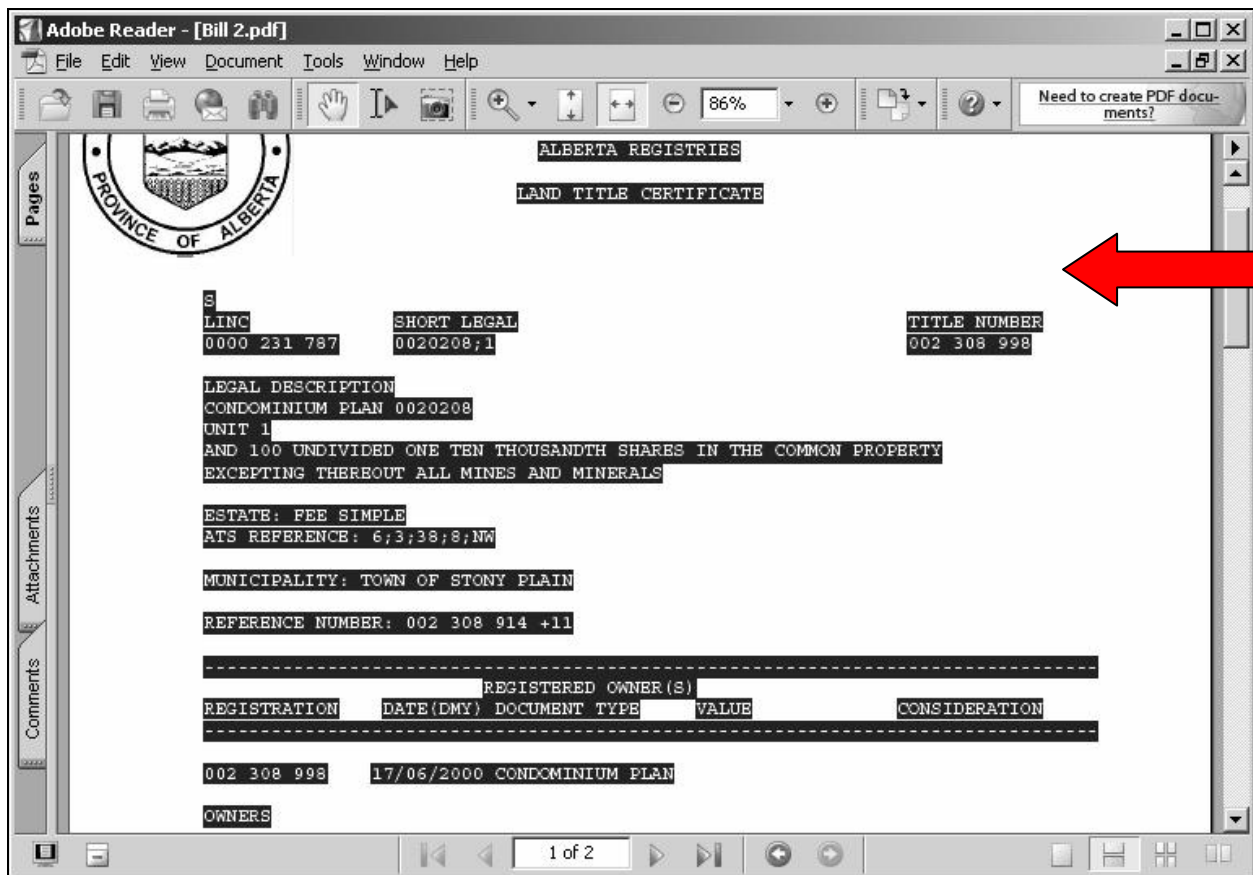 Adobe Reader - [Bill 2.pdf]
File Edit View Document Tools Window Help
86%
Need to create PDF docu-
ments?
Pages
Attachments
Comments
PROVINCE OF ALBERTA
ALBERTA REGISTRIES
LAND TITLE CERTIFICATE
S
LINC SHORT LEGAL TITLE NUMBER
0000 231 787 0020208;1 002 308 998
LEGAL DESCRIPTION
CONDOMINIUM PLAN 0020208
UNIT 1
AND 100 UNDIVIDED ONE TEN THOUSANDTH SHARES IN THE COMMON PROPERTY
EXCEPTING THEREOUT ALL MINES AND MINERALS
ESTATE: FEE SIMPLE
ATS REFERENCE: 6;3;38;8;NW
MUNICIPALITY: TOWN OF STONY PLAIN
REFERENCE NUMBER: 002 308 914 +11
--------------------------------------------------------------------------------
REGISTERED OWNER(S)
REGISTRATION DATE(DMY) DOCUMENT TYPE VALUE CONSIDERATION
--------------------------------------------------------------------------------
002 308 998 17/06/2000 CONDOMINIUM PLAN
OWNERS
1 of 2